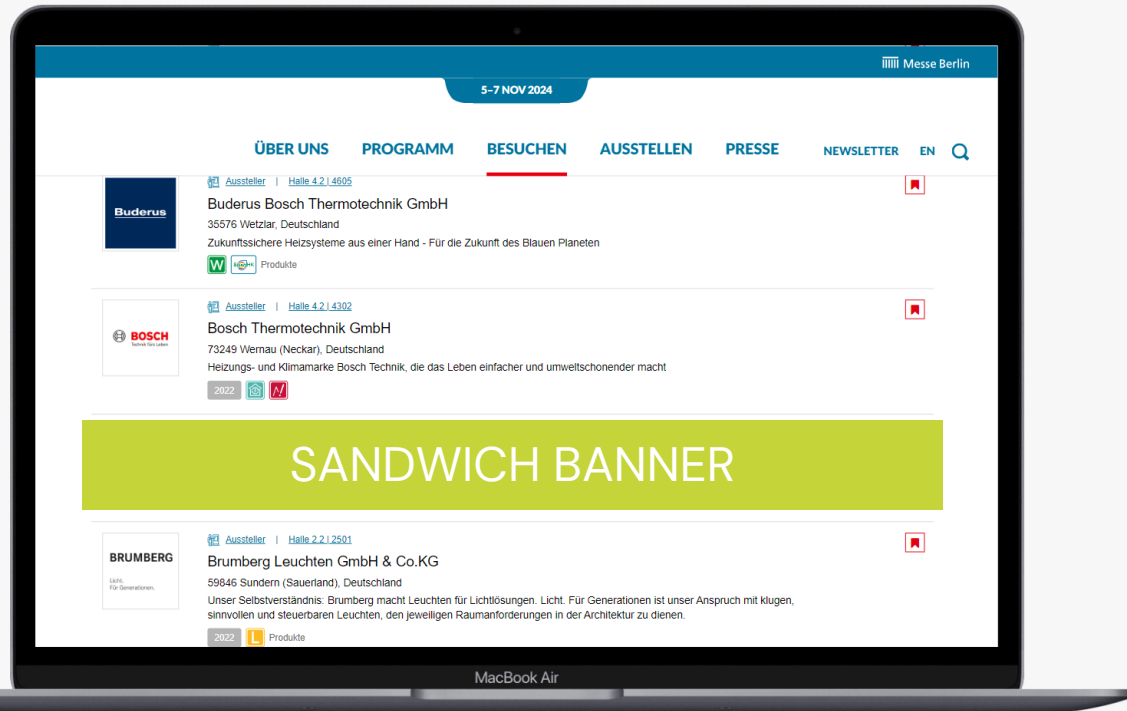 Messe Berlin
5–7 NOV 2024
ÜBER UNS PROGRAMM BESUCHEN AUSSTELLEN PRESSE NEWSLETTER EN
Buderus
Aussteller | Halle 4.2 | 4605
Buderus Bosch Thermotechnik GmbH
35576 Wetzlar, Deutschland
Zukunftssichere Heizsysteme aus einer Hand - Für die Zukunft des Blauen Planeten
W Produkte
BOSCH
Technik fürs Leben
Aussteller | Halle 4.2 | 4302
Bosch Thermotechnik GmbH
73249 Wernau (Neckar), Deutschland
Heizungs- und Klimamarke Bosch Technik, die das Leben einfacher und umweltschonender macht
2022
SANDWICH BANNER
BRUMBERG
Licht.
Für Generationen.
Aussteller | Halle 2.2 | 2501
Brumberg Leuchten GmbH & Co.KG
59846 Sundern (Sauerland), Deutschland
Unser Selbstverständnis: Brumberg macht Leuchten für Lichtlösungen. Licht. Für Generationen ist unser Anspruch mit klugen,
sinnvollen und steuerbaren Leuchten, den jeweiligen Raumanforderungen in der Architektur zu dienen.
2022 L Produkte
MacBook Air